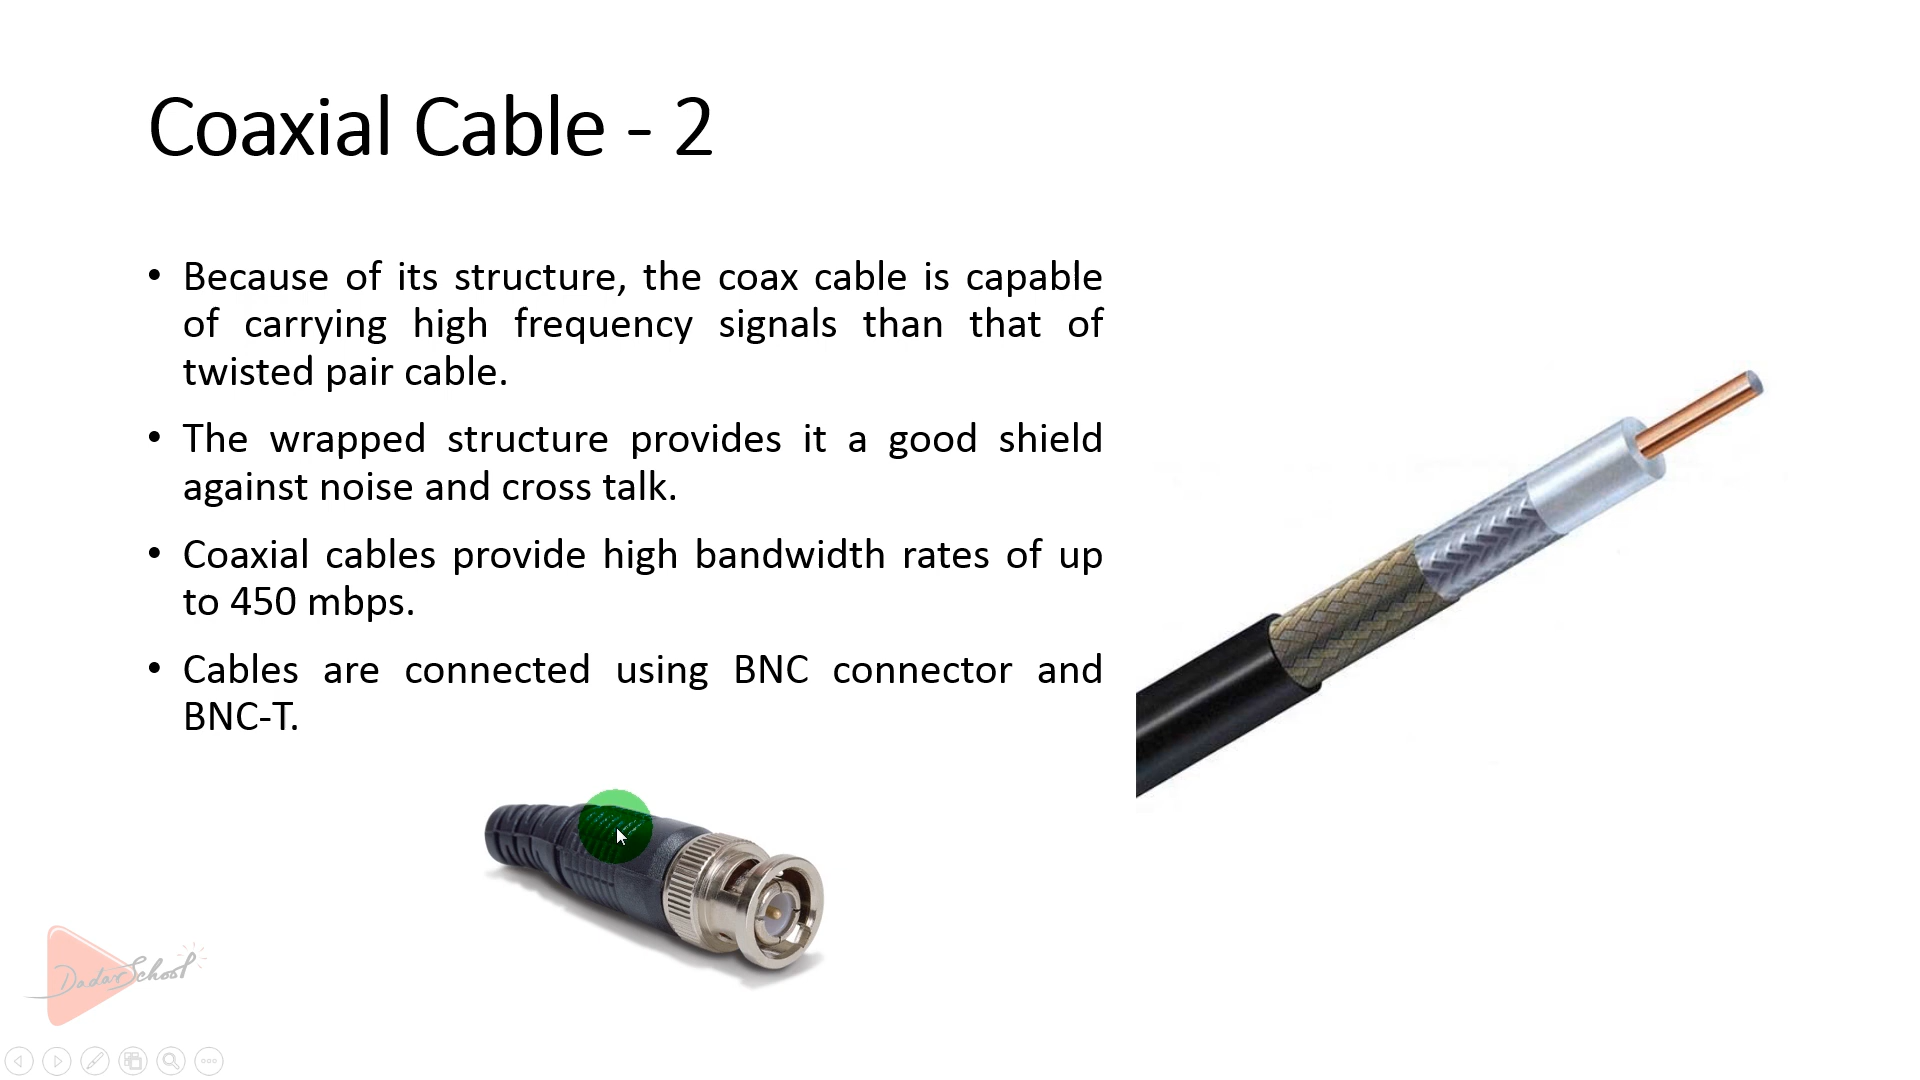 Coaxial Cable - 2
• Because of its structure, the coax cable is capable
of carrying high frequency signals than that of
twisted pair cable.
• The wrapped structure provides it a good shield
against noise and cross talk.
• Coaxial cables provide high bandwidth rates of up
to 450 mbps.
• Cables are connected using BNC connector and
BNC-T.
DadarSchool